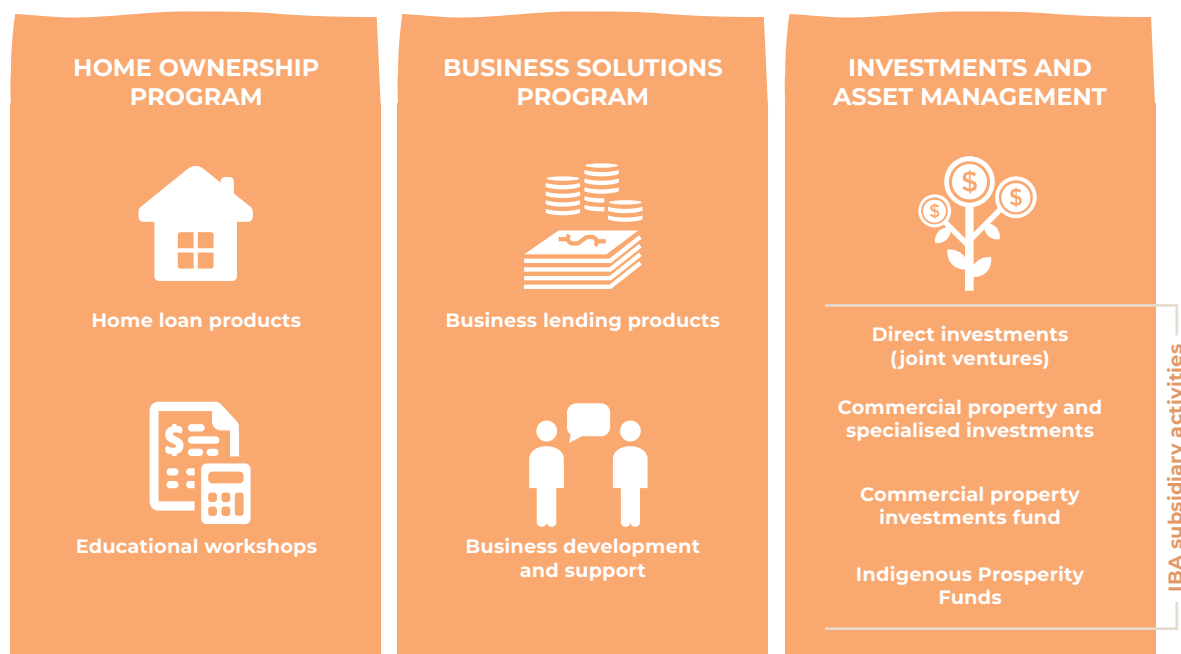 HOME OWNERSHIP
PROGRAM
Home loan products
Educational workshops
BUSINESS SOLUTIONS
PROGRAM
Business lending products
Business development
and support
INVESTMENTS AND
ASSET MANAGEMENT
$
$
$
Direct investments
(joint ventures)
Commercial property and
specialised investments
Commercial property
investments fund
Indigenous Prosperity
Funds
IBA subsidiary activities